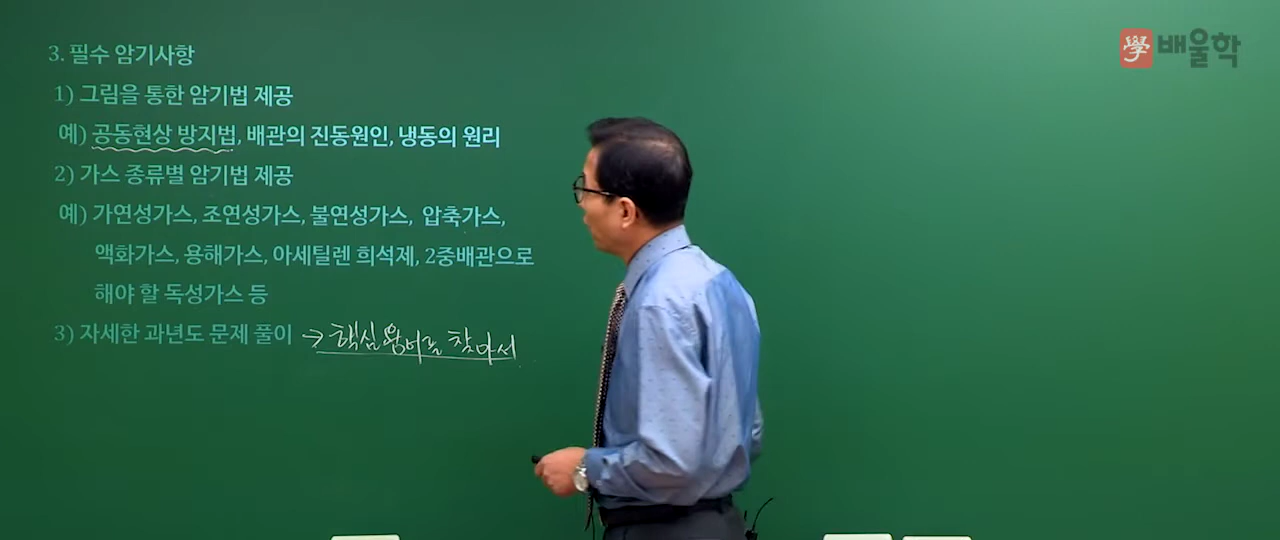 3. 필수 암기사항
1) 그림을 통한 암기법 제공
예) 공동현상 방지법, 배관의 진동원인, 냉동의 원리
2) 가스 종류별 암기법 제공
예) 가연성가스, 조연성가스, 불연성가스, 압축가스,
액화가스, 용해가스, 아세틸렌 희석제, 2중배관으로
해야 할 독성가스 등
3) 자세한 과년도 문제 풀이 → 핵심 용어를 찾아서
學 배울학